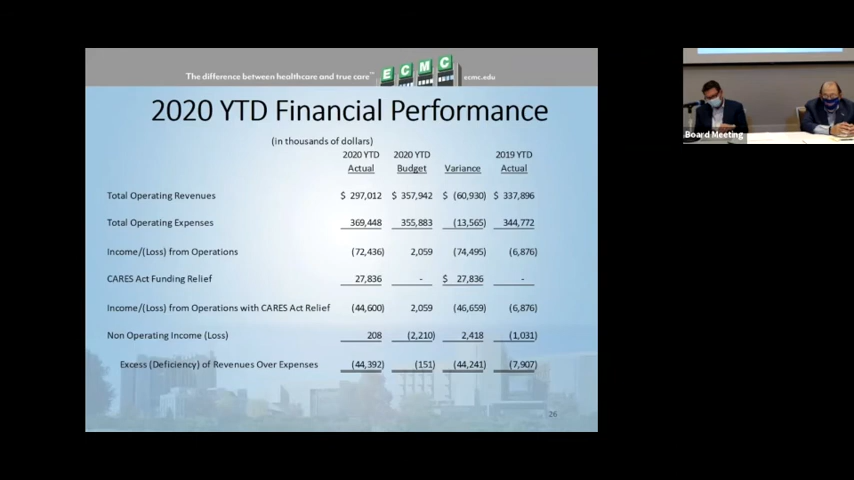 The difference between healthcare and true care™ ECMC ecmc.edu
2020 YTD Financial Performance
(in thousands of dollars)
2020 YTD 2020 YTD 2019 YTD
Actual Budget Variance Actual
Total Operating Revenues $ 297,012 $ 357,942 $ (60,930) $ 337,896
Total Operating Expenses 369,448 355,883 (13,565) 344,772
Income/(Loss) from Operations (72,436) 2,059 (74,495) (6,876)
CARES Act Funding Relief 27,836 - $ 27,836 -
Income/(Loss) from Operations with CARES Act Relief (44,600) 2,059 (46,659) (6,876)
Non Operating Income (Loss) 208 (2,210) 2,418 (1,031)
Excess (Deficiency) of Revenues Over Expenses (44,392) (151) (44,241) (7,907)
26
Board Meeting